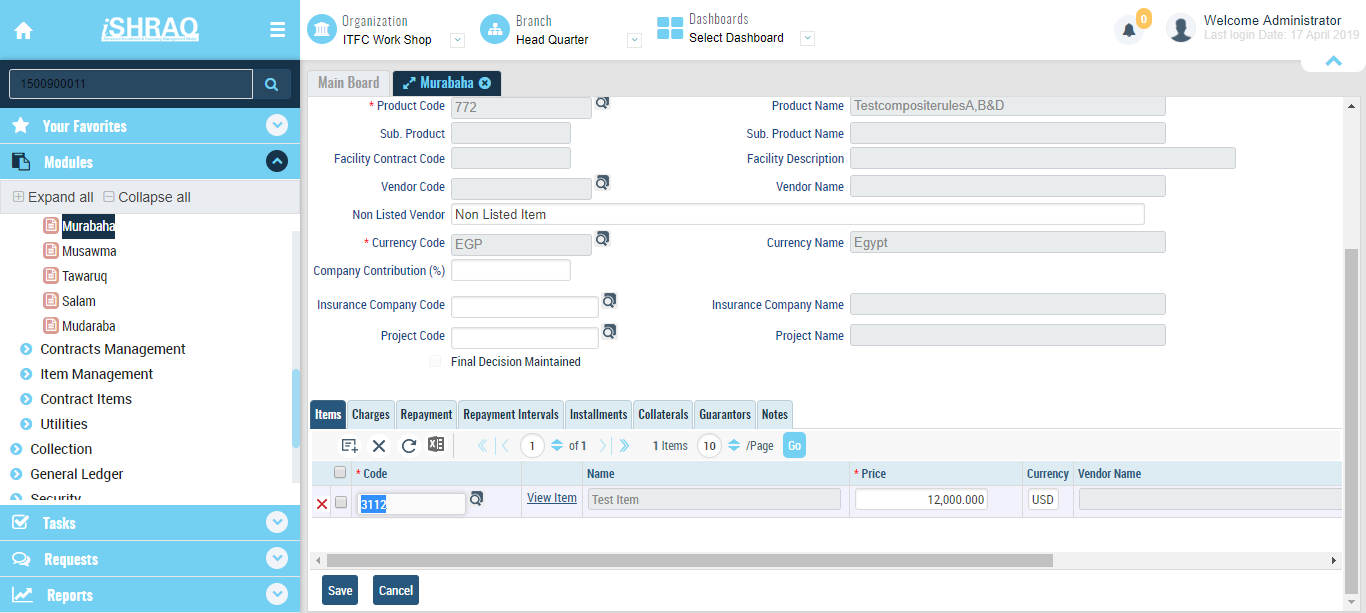 iSHRAQ
Organization
ITFC Work Shop
Branch
Head Quarter
Dashboards
Select Dashboard
0
Welcome Administrator
Last login Date: 17 April 2019
1500900011
Your Favorites
Modules
Expand all Collapse all
Murabaha
Musawma
Tawaruq
Salam
Mudaraba
Contracts Management
Item Management
Contract Items
Utilities
Collection
General Ledger
Security
Tasks
Requests
Reports
Main Board Murabaha
* Product Code 772 Product Name TestcompositerulesA,B&D
Sub. Product Sub. Product Name
Facility Contract Code Facility Description
Vendor Code Vendor Name
Non Listed Vendor Non Listed Item
* Currency Code EGP Currency Name Egypt
Company Contribution (%)
Insurance Company Code Insurance Company Name
Project Code Project Name
Final Decision Maintained
Items Charges Repayment Repayment Intervals Installments Collaterals Guarantors Notes
1 of 1 1 Items 10 /Page Go
* Code Name * Price Currency Vendor Name
3112 View Item Test Item 12,000.000 USD
Save Cancel